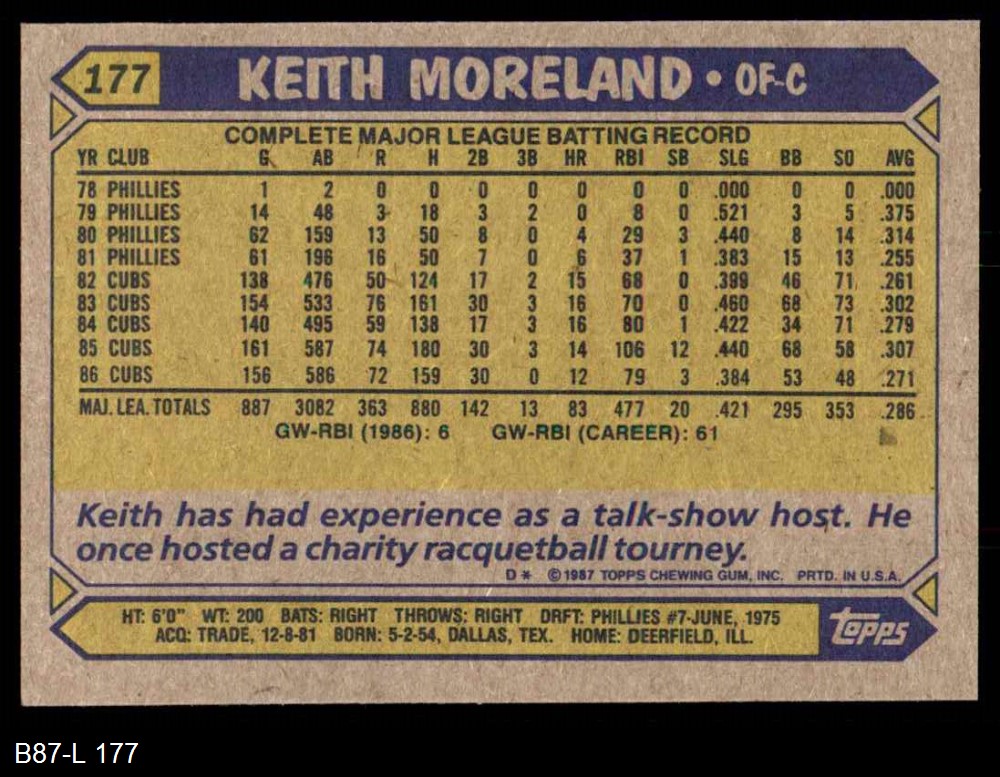 177 KEITH MORELAND • OF-C
COMPLETE MAJOR LEAGUE BATTING RECORD
YR CLUB G AB R H 2B 3B HR RBI SB SLG BB SO AVG
78 PHILLIES 1 2 0 0 0 0 0 0 0 .000 0 0 .000
79 PHILLIES 14 48 3 18 3 2 0 8 0 .521 3 5 .375
80 PHILLIES 62 159 13 50 8 0 4 29 3 .440 8 14 .314
81 PHILLIES 61 196 16 50 7 0 6 37 1 .383 15 13 .255
82 CUBS 138 476 50 124 17 2 15 68 0 .399 46 71 .261
83 CUBS 154 533 76 161 30 3 16 70 0 .460 68 73 .302
84 CUBS 140 495 59 138 17 3 16 80 1 .422 34 71 .279
85 CUBS 161 587 74 180 30 3 14 106 12 .440 68 58 .307
86 CUBS 156 586 72 159 30 0 12 79 3 .384 53 48 .271
MAJ. LEA. TOTALS 887 3082 363 880 142 13 83 477 20 .421 295 353 .286
GW-RBI (1986): 6 GW-RBI (CAREER): 61
Keith has had experience as a talk-show host. He
once hosted a charity racquetball tourney.
D* ©1987 TOPPS CHEWING GUM, INC. PRTD. IN U.S.A.
HT: 6'0" WT: 200 BATS: RIGHT THROWS: RIGHT DRFT: PHILLIES #7-JUNE, 1975
ACQ: TRADE, 12-8-81 BORN: 5-2-54, DALLAS, TEX. HOME: DEERFIELD, ILL.
Topps
B87-L 177